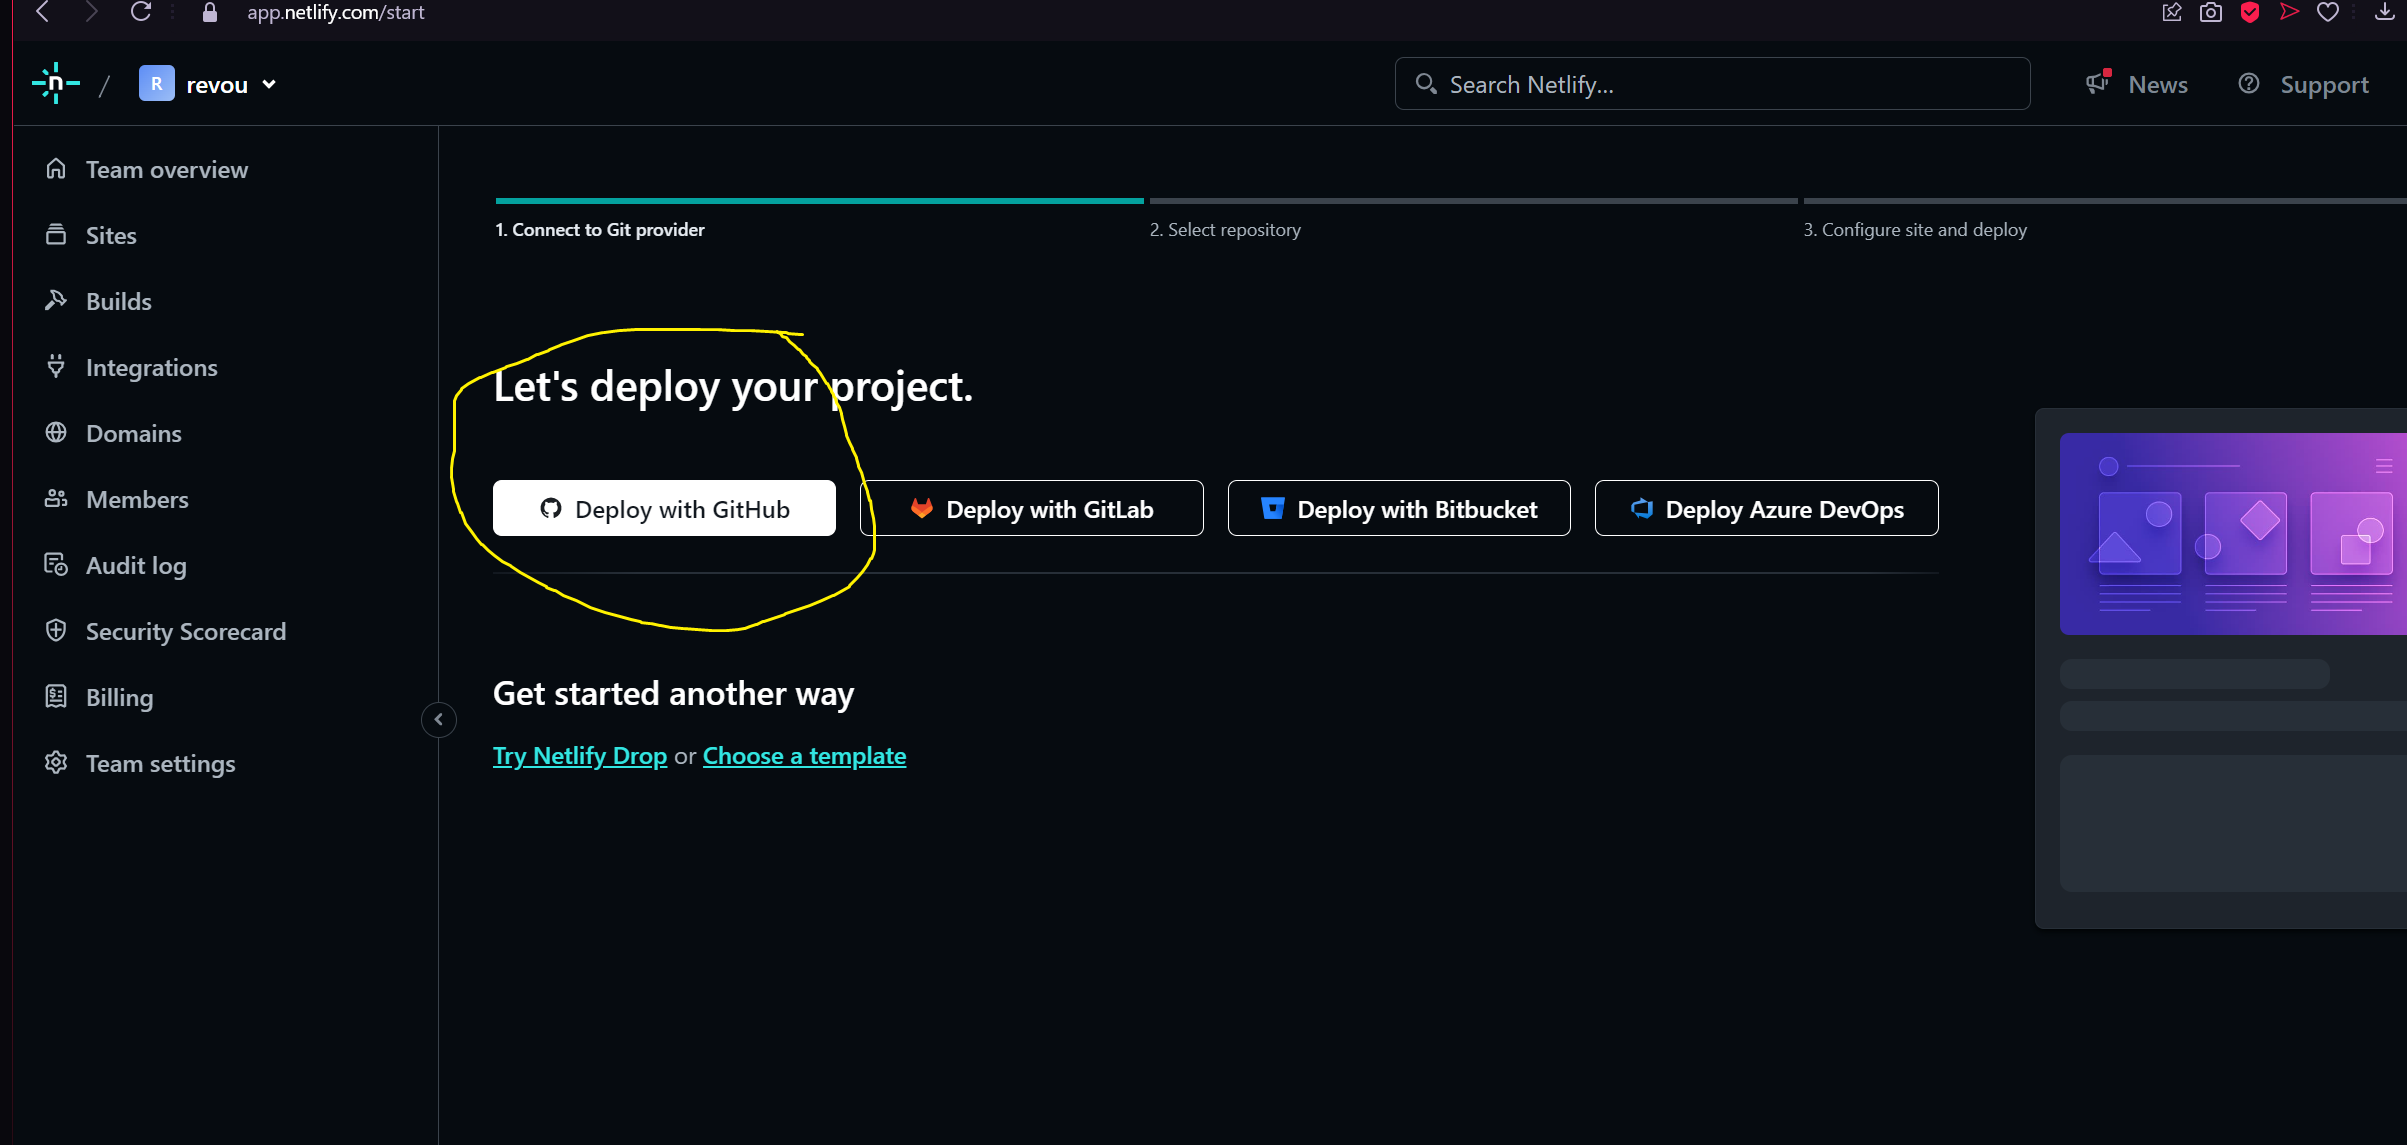 app.netlify.com/start
n / R revou
Search Netlify...
News
Support
Team overview
Sites
Builds
Integrations
Domains
Members
Audit log
Security Scorecard
Billing
Team settings
1. Connect to Git provider
2. Select repository
3. Configure site and deploy
Let's deploy your project.
Deploy with GitHub
Deploy with GitLab
Deploy with Bitbucket
Deploy Azure DevOps
Get started another way
Try Netlify Drop or Choose a template